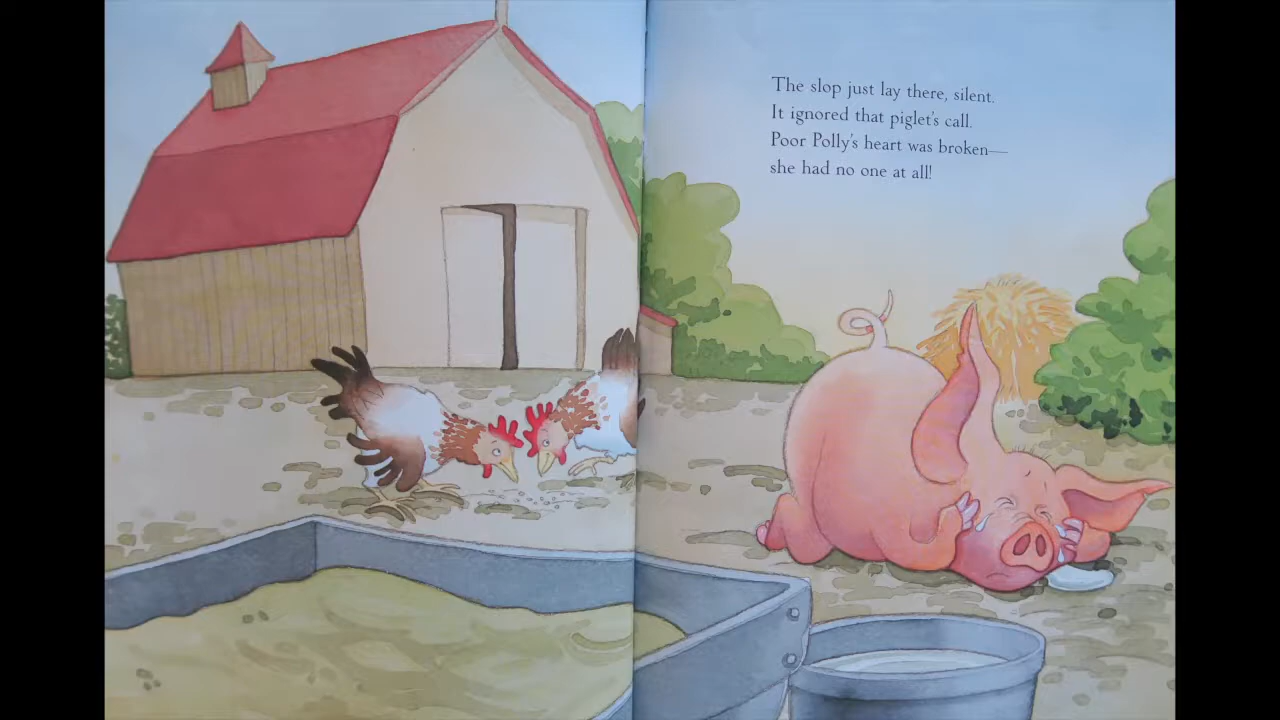 The slop just lay there, silent.
It ignored that piglet's call.
Poor Polly's heart was broken—
she had no one at all!